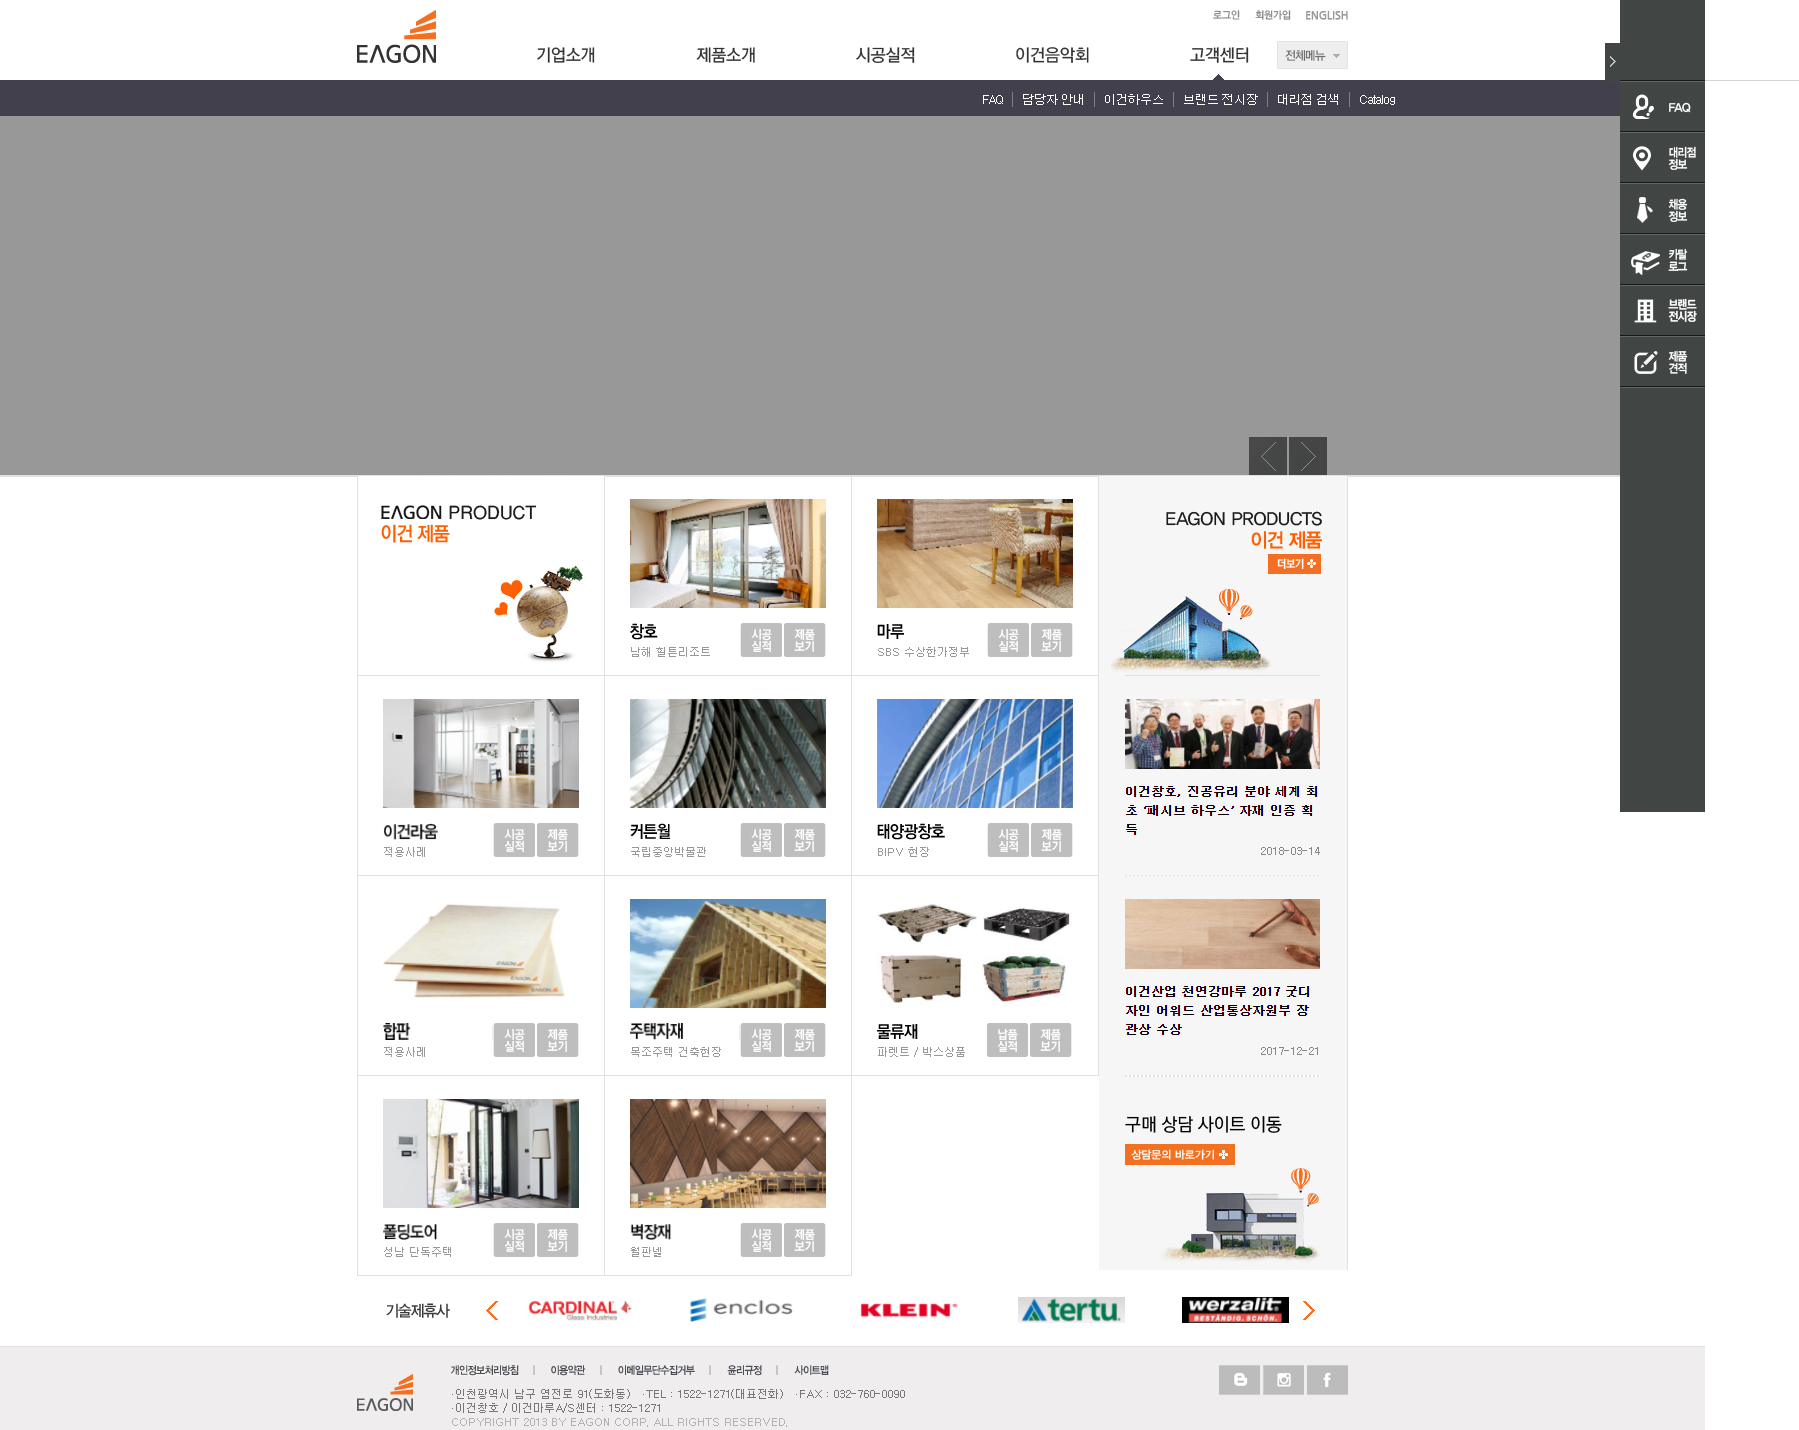 로그인 회원가입 ENGLISH
EAGON
기업소개 제품소개 시공실적 이건음악회 고객센터 전체메뉴
FAQ 담당자 안내 이건하우스 브랜드 전시장 대리점 검색 Catalog
FAQ
대리점
정보
채용
정보
카탈
로그
브랜드
전시장
제품
견적
EAGON PRODUCT
이건 제품
창호
남해 힐튼리조트
시공
실적
제품
보기
마루
SBS 수상한가정부
시공
실적
제품
보기
EAGON PRODUCTS
이건 제품
더보기
이건라움
적용사례
시공
실적
제품
보기
커튼월
국립중앙박물관
시공
실적
제품
보기
태양광창호
BIPV 현장
시공
실적
제품
보기
이건창호, 진공유리 분야 세계 최
초 ‘패시브 하우스’ 자재 인증 획
득
2018-03-14
EAGON
EAGON
EAGON
합판
적용사례
시공
실적
제품
보기
주택자재
목조주택 건축현장
시공
실적
제품
보기
물류재
파렛트 / 박스상품
납품
실적
제품
보기
이건산업 천연강마루 2017 굿디
자인 어워드 산업통상자원부 장
관상 수상
2017-12-21
폴딩도어
성남 단독주택
시공
실적
제품
보기
벽장재
월판넬
시공
실적
제품
보기
구매 상담 사이트 이동
상담문의 바로가기
기술제휴사
CARDINAL
Glass Industries
enclos
KLEIN
tertu
werzalit
BESTÄNDIG. SCHÖN.
개인정보처리방침 이용약관 이메일무단수집거부 윤리규정 사이트맵
EAGON
·인천광역시 남구 염전로 91(도화동) ·TEL : 1522-1271(대표전화) ·FAX : 032-760-0090
·이건창호 / 이건마루A/S센터 : 1522-1271
COPYRIGHT 2013 BY EAGON CORP. ALL RIGHTS RESERVED.